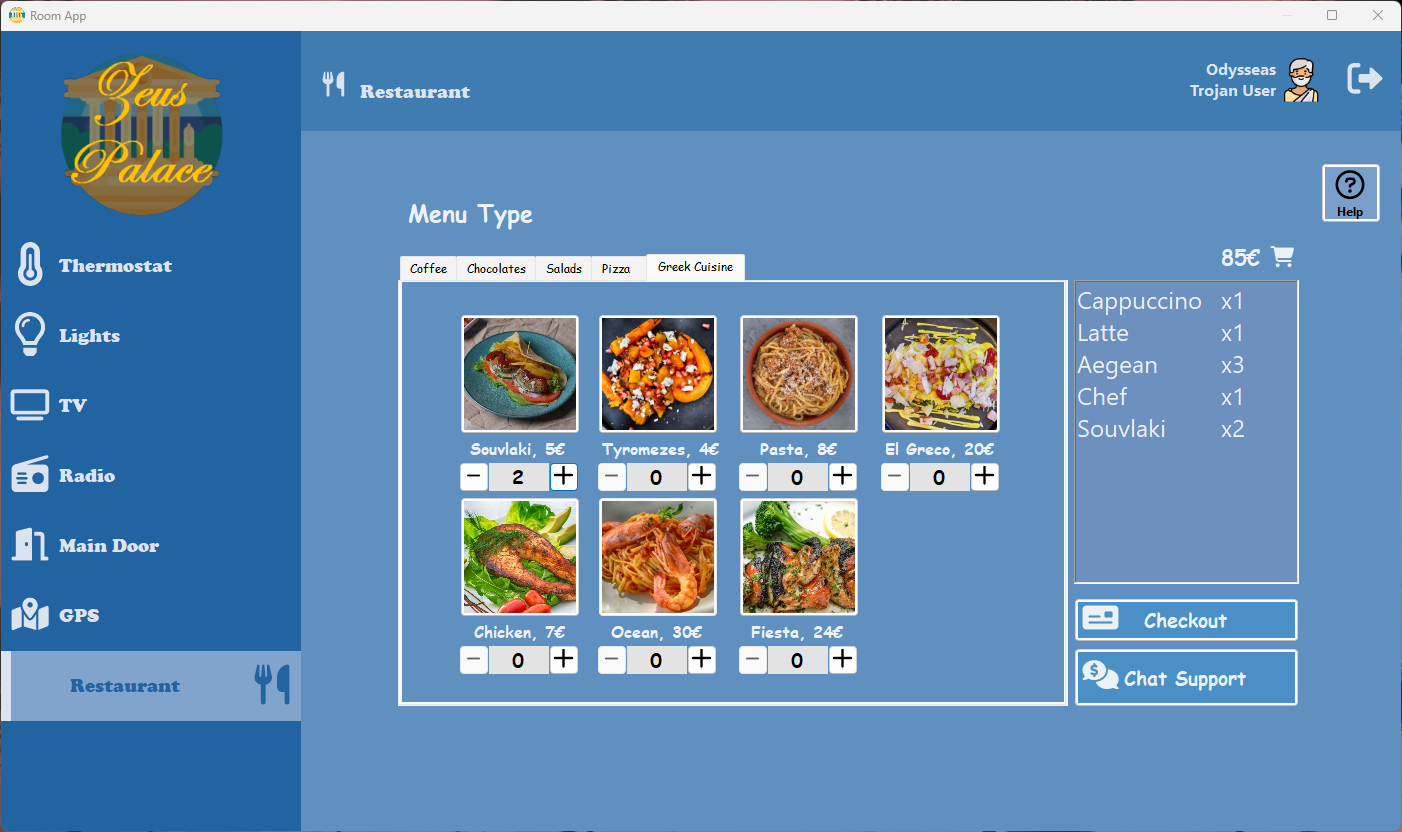 Room App
Zeus
Palace
Restaurant
Odysseas
Trojan User
Help
Thermostat
Lights
TV
Radio
Main Door
GPS
Restaurant
Menu Type
85€
Coffee Chocolates Salads Pizza Greek Cuisine
Souvlaki, 5€ Tyromezes, 4€ Pasta, 8€ El Greco, 20€
− 2 + − 0 + − 0 + − 0 +
Chicken, 7€ Ocean, 30€ Fiesta, 24€
− 0 + − 0 + − 0 +
Cappuccino x1
Latte x1
Aegean x3
Chef x1
Souvlaki x2
Checkout
Chat Support